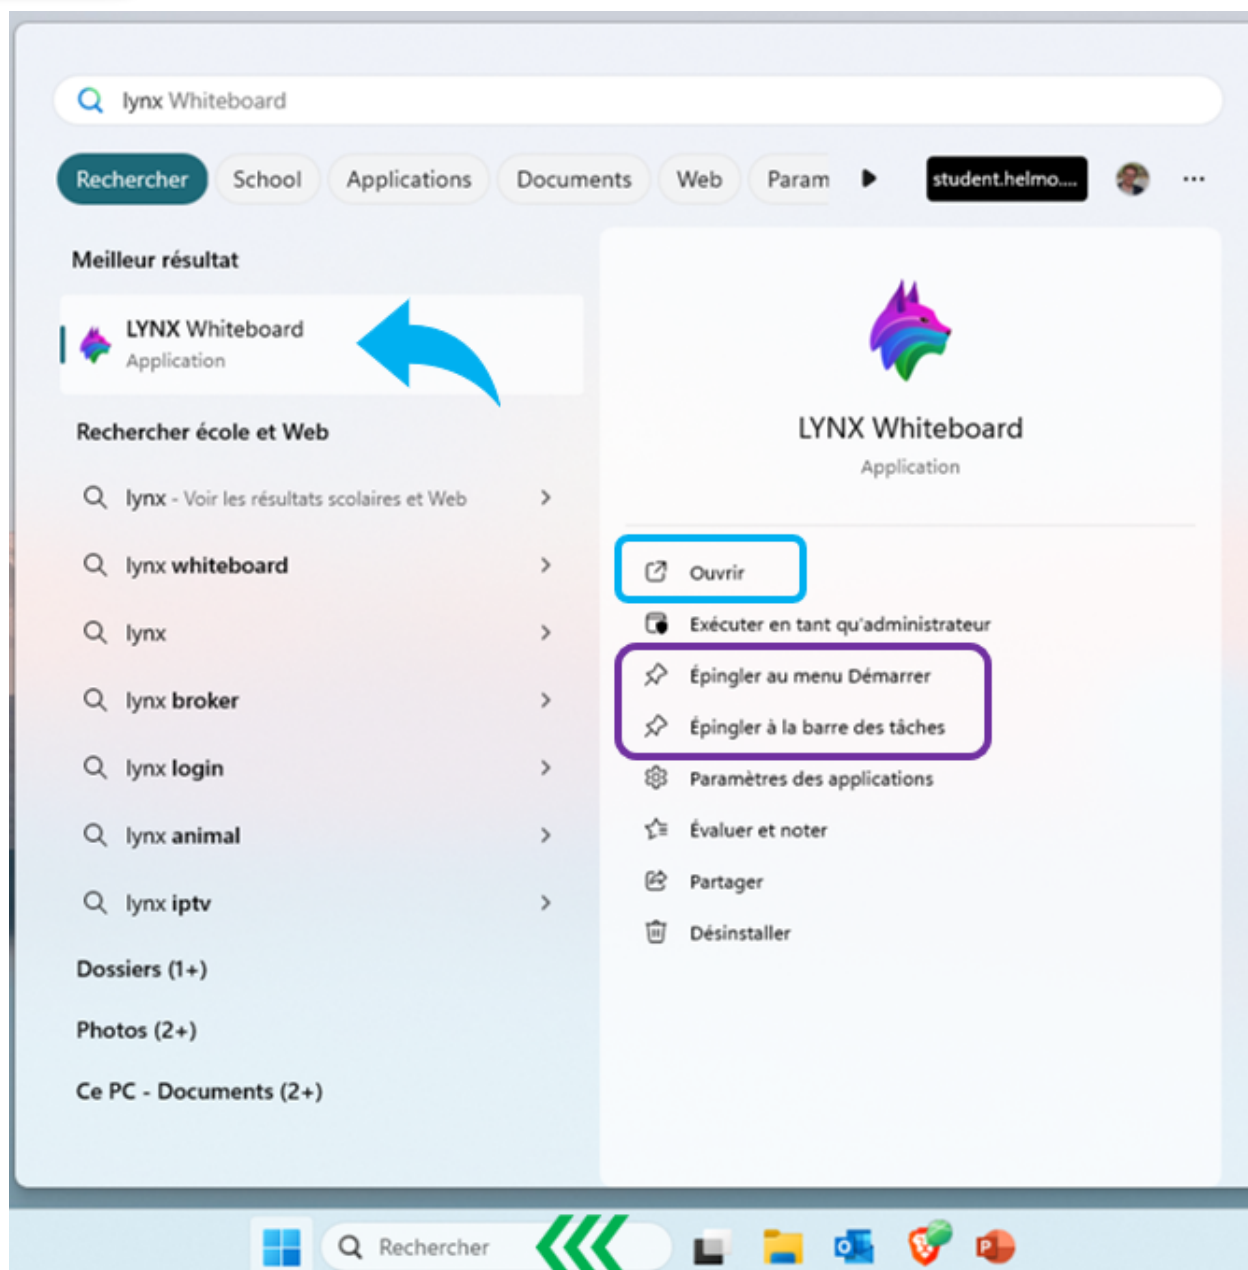 lynx Whiteboard
Rechercher School Applications Documents Web Param student.helmo....
Meilleur résultat
LYNX Whiteboard
Application
Rechercher école et Web
lynx - Voir les résultats scolaires et Web
lynx whiteboard
lynx
lynx broker
lynx login
lynx animal
lynx iptv
Dossiers (1+)
Photos (2+)
Ce PC - Documents (2+)
LYNX Whiteboard
Application
Ouvrir
Exécuter en tant qu'administrateur
Épingler au menu Démarrer
Épingler à la barre des tâches
Paramètres des applications
Évaluer et noter
Partager
Désinstaller
Rechercher